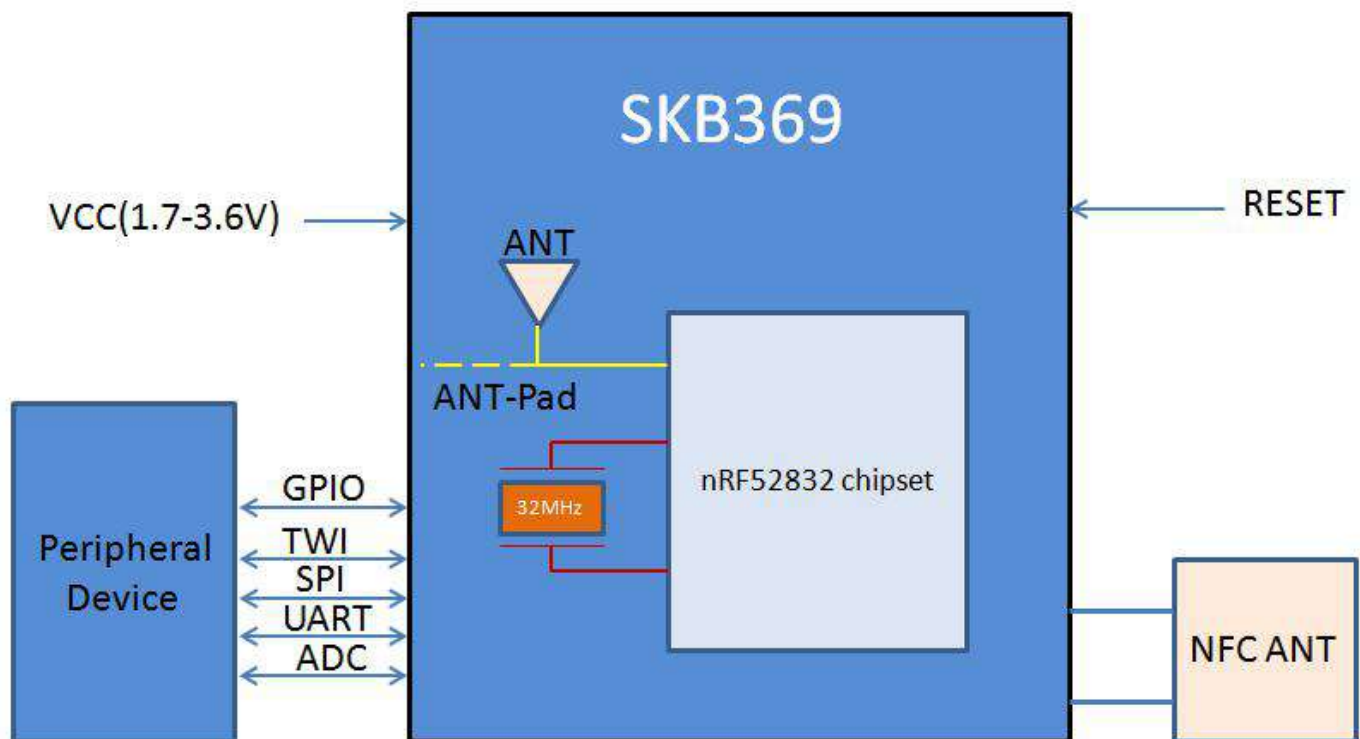 SKB369
VCC(1.7-3.6V)
RESET
ANT
ANT-Pad
GPIO
TWI
SPI
UART
ADC
Peripheral
Device
32MHz
nRF52832 chipset
NFC ANT